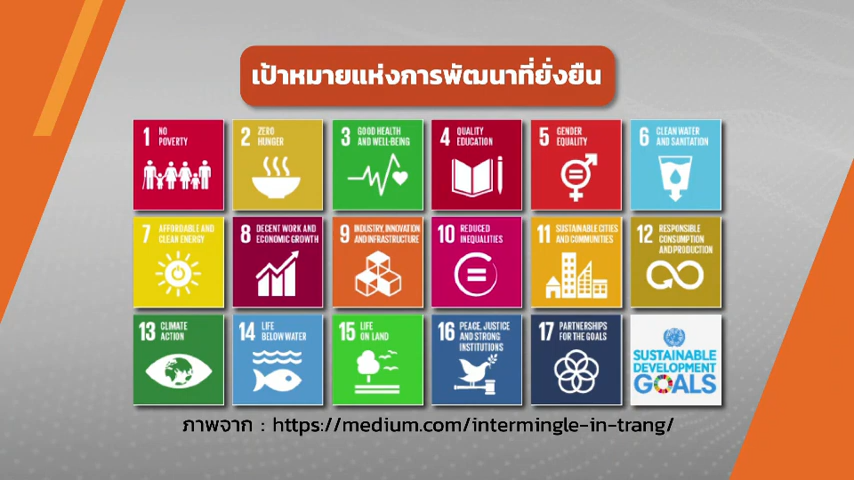 เป้าหมายแห่งการพัฒนาที่ยั่งยืน
1 NO
POVERTY
2 ZERO
HUNGER
3 GOOD HEALTH
AND WELL-BEING
4 QUALITY
EDUCATION
5 GENDER
EQUALITY
6 CLEAN WATER
AND SANITATION
7 AFFORDABLE AND
CLEAN ENERGY
8 DECENT WORK AND
ECONOMIC GROWTH
9 INDUSTRY, INNOVATION
AND INFRASTRUCTURE
10 REDUCED
INEQUALITIES
11 SUSTAINABLE CITIES
AND COMMUNITIES
12 RESPONSIBLE
CONSUMPTION
AND PRODUCTION
13 CLIMATE
ACTION
14 LIFE
BELOW WATER
15 LIFE
ON LAND
16 PEACE, JUSTICE
AND STRONG
INSTITUTIONS
17 PARTNERSHIPS
FOR THE GOALS
SUSTAINABLE
DEVELOPMENT
GOALS
ภาพจาก : https://medium.com/intermingle-in-trang/